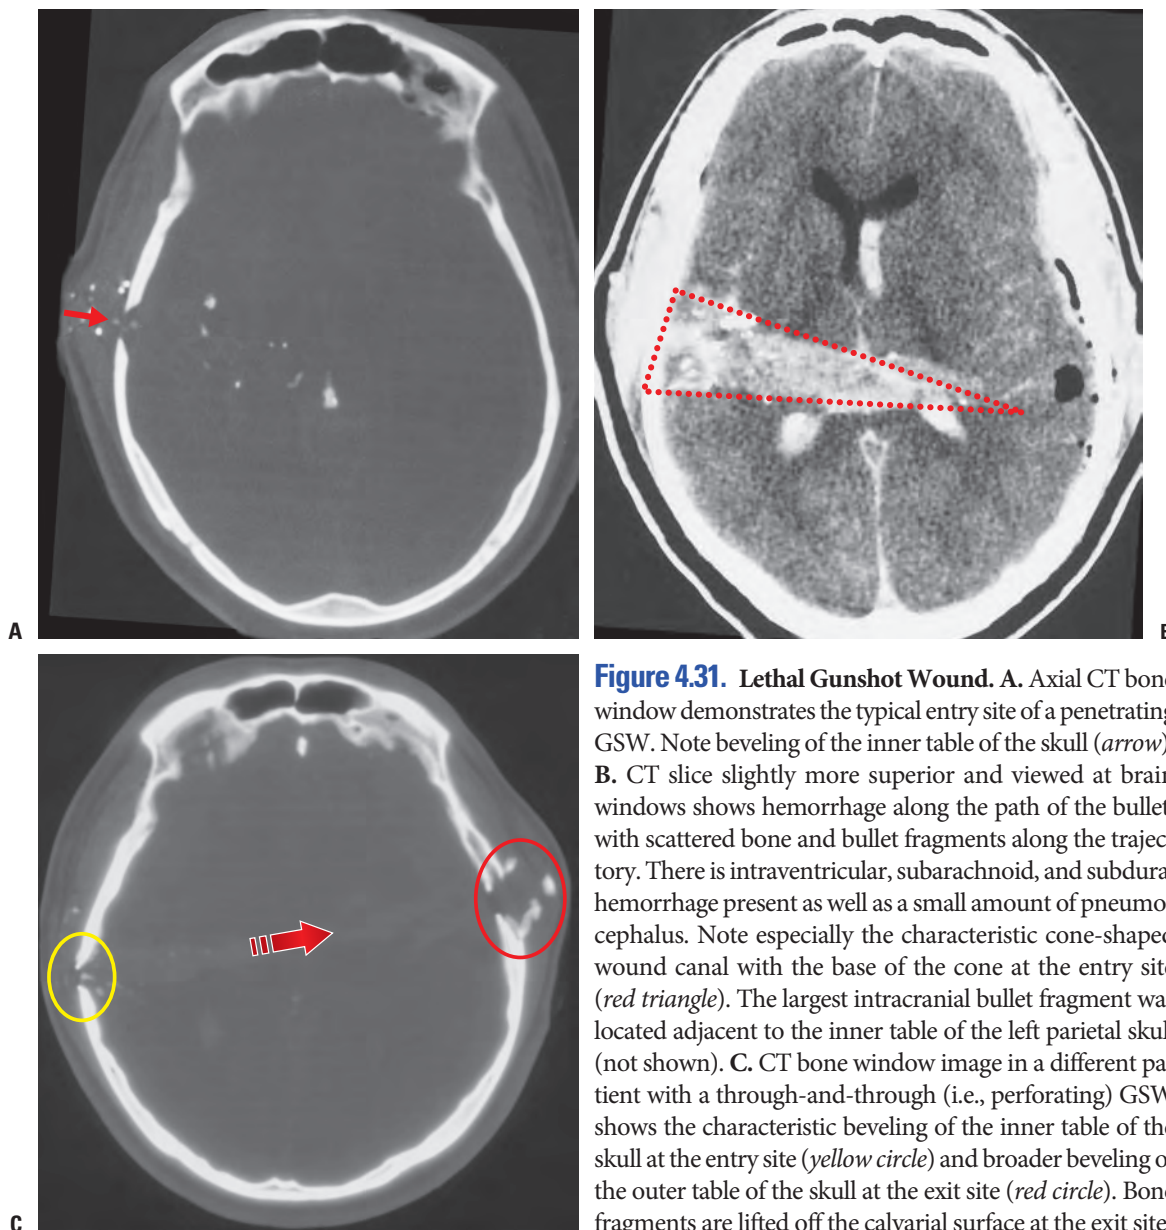 A
B
Figure 4.31. Lethal Gunshot Wound. A. Axial CT bone
window demonstrates the typical entry site of a penetrating
GSW. Note beveling of the inner table of the skull (arrow)
B. CT slice slightly more superior and viewed at brain
windows shows hemorrhage along the path of the bullet
with scattered bone and bullet fragments along the trajec
tory. There is intraventricular, subarachnoid, and subdura
hemorrhage present as well as a small amount of pneumo
cephalus. Note especially the characteristic cone-shaped
wound canal with the base of the cone at the entry site
(red triangle). The largest intracranial bullet fragment wa
located adjacent to the inner table of the left parietal skul
(not shown). C. CT bone window image in a different pa
tient with a through-and-through (i.e., perforating) GSW
shows the characteristic beveling of the inner table of the
skull at the entry site (yellow circle) and broader beveling o
the outer table of the skull at the exit site (red circle). Bone
fragments are lifted off the calvarial surface at the exit site
C